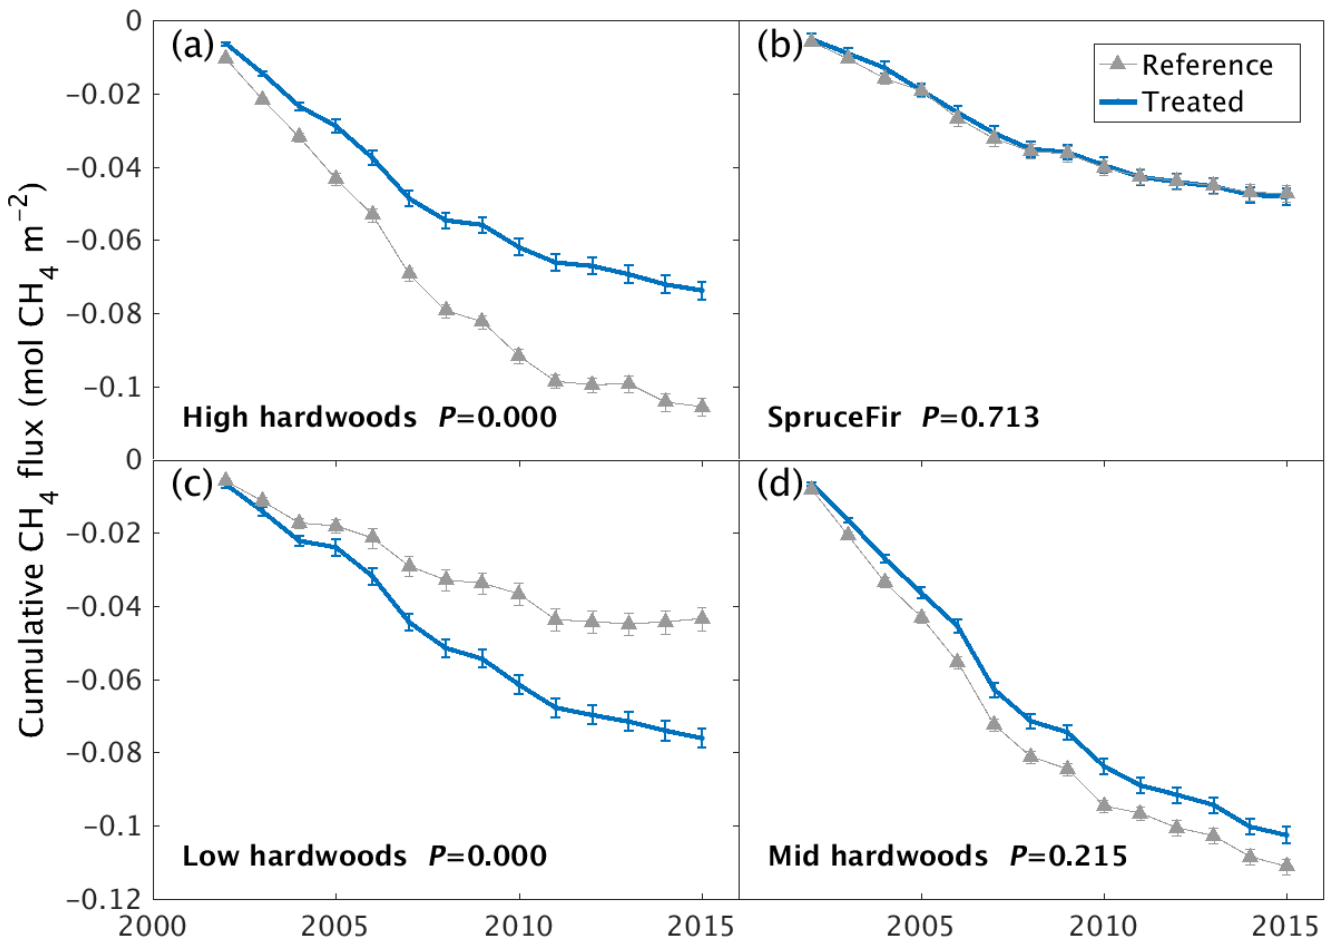 0
−0.02
−0.04
−0.06
−0.08
−0.1
0
−0.02
−0.04
−0.06
−0.08
−0.1
−0.12
Cumulative CH4 flux (mol CH4 m−2)
(a)
High hardwoods P=0.000
(b)
Reference
Treated
SpruceFir P=0.713
(c)
Low hardwoods P=0.000
(d)
Mid hardwoods P=0.215
2000 2005 2010 2015 2005 2010 2015